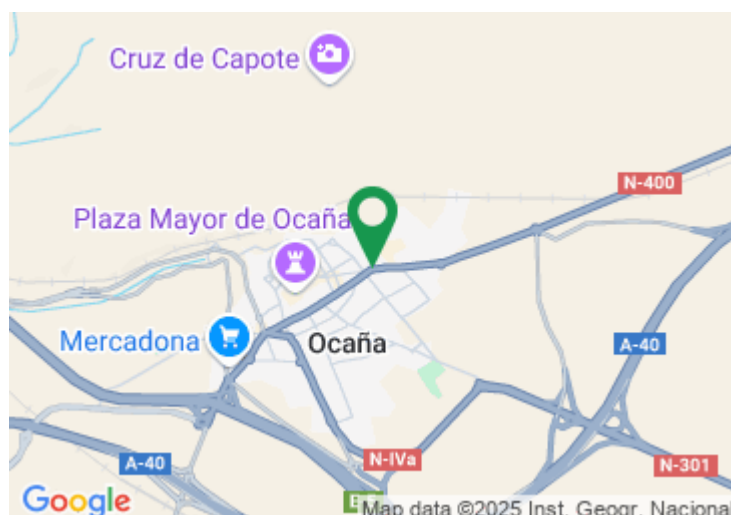 Cruz de Capote
N-400
Plaza Mayor de Ocaña
Mercadona
Ocaña
A-40
A-40
N-IVa
N-301
Google
Map data ©2025 Inst. Geogr. Nacional